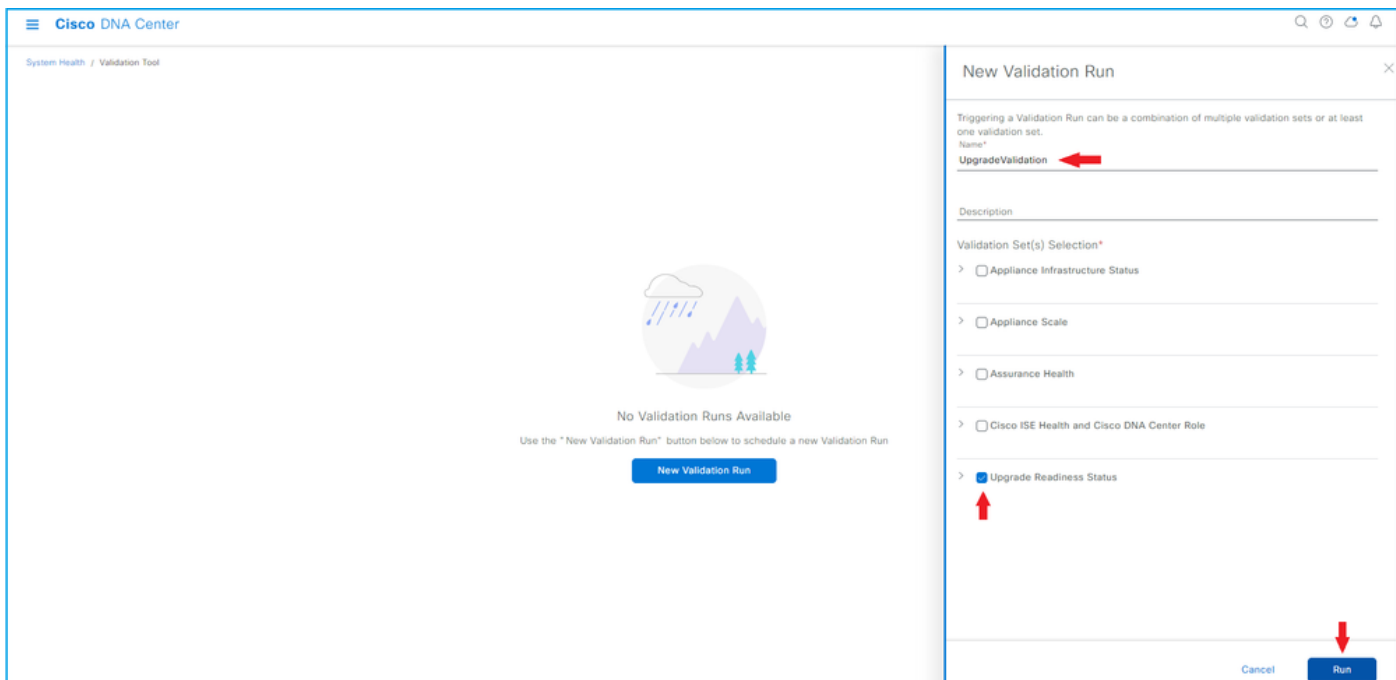 Cisco DNA Center
System Health / Validation Tool
No Validation Runs Available
Use the "New Validation Run" button below to schedule a new Validation Run
New Validation Run
New Validation Run
Triggering a Validation Run can be a combination of multiple validation sets or at least
one validation set.
Name*
UpgradeValidation
Description
Validation Set(s) Selection*
Appliance Infrastructure Status
Appliance Scale
Assurance Health
Cisco ISE Health and Cisco DNA Center Role
Upgrade Readiness Status
Cancel
Run